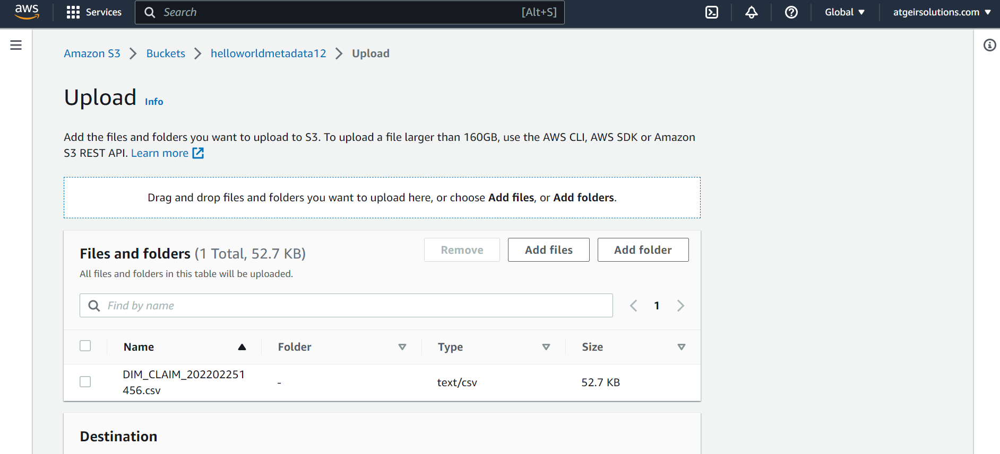 aws Services Search [Alt+S] Global atgeirsolutions.com
Amazon S3 Buckets helloworldmetadata12 Upload
Upload Info
Add the files and folders you want to upload to S3. To upload a file larger than 160GB, use the AWS CLI, AWS SDK or Amazon
S3 REST API. Learn more
Drag and drop files and folders you want to upload here, or choose Add files, or Add folders.
Files and folders (1 Total, 52.7 KB) Remove Add files Add folder
All files and folders in this table will be uploaded.
Find by name 1
Name Folder Type Size
DIM_CLAIM_202202251
456.csv - text/csv 52.7 KB
Destination